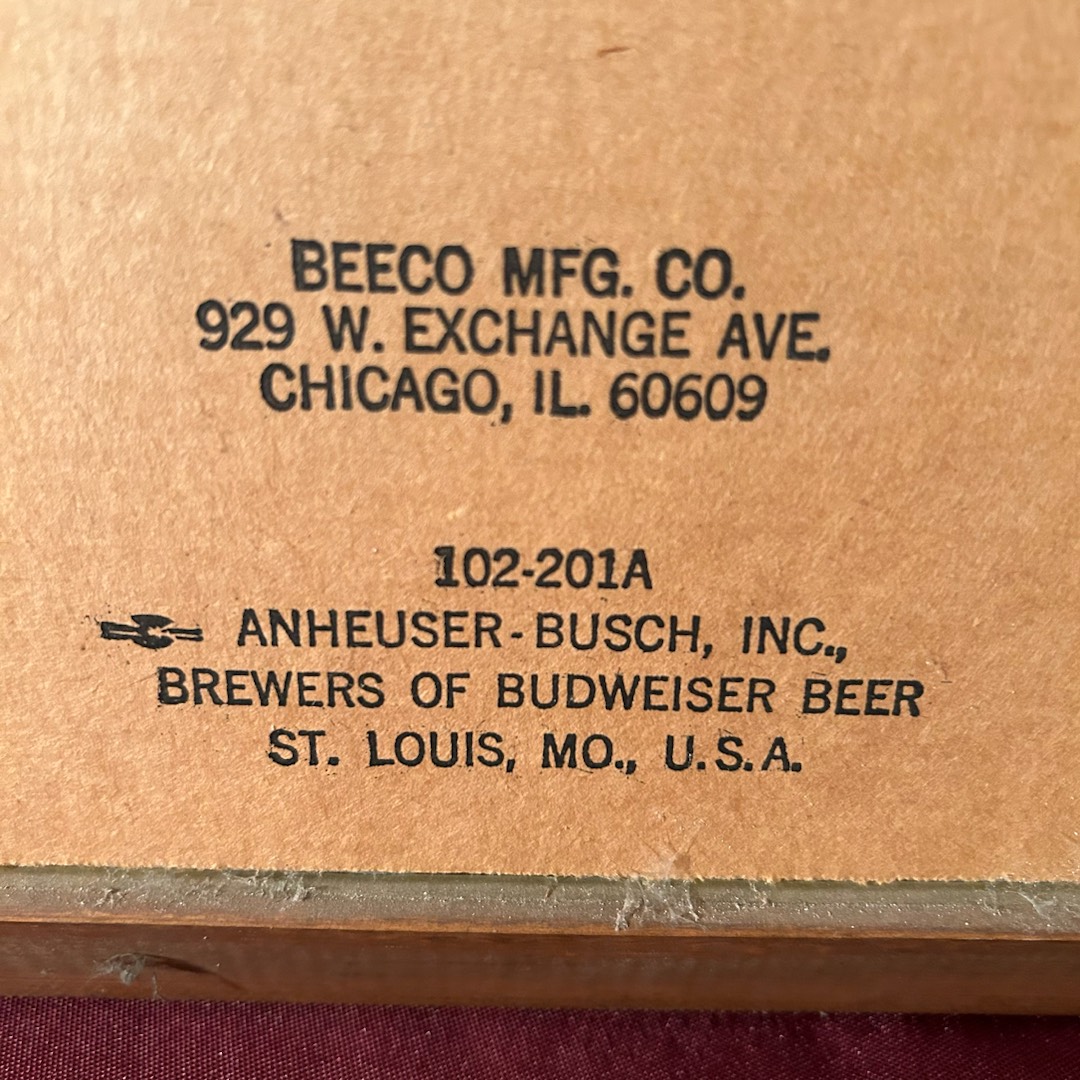 BEECO MFG. CO.
929 W. EXCHANGE AVE.
CHICAGO, IL. 60609
102-201A
ANHEUSER-BUSCH, INC.,
BREWERS OF BUDWEISER BEER
ST. LOUIS, MO., U.S.A.